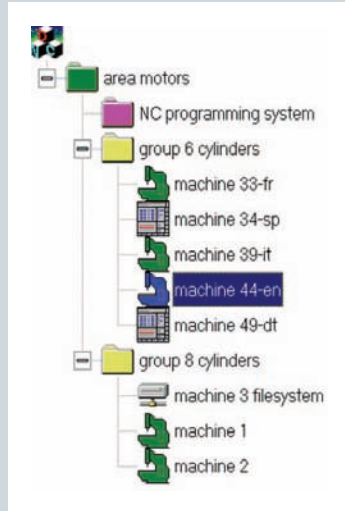 area motors
NC programming system
group 6 cylinders
machine 33-fr
machine 34-sp
machine 39-it
machine 44-en
machine 49-dt
group 8 cylinders
machine 3 filesystem
machine 1
machine 2